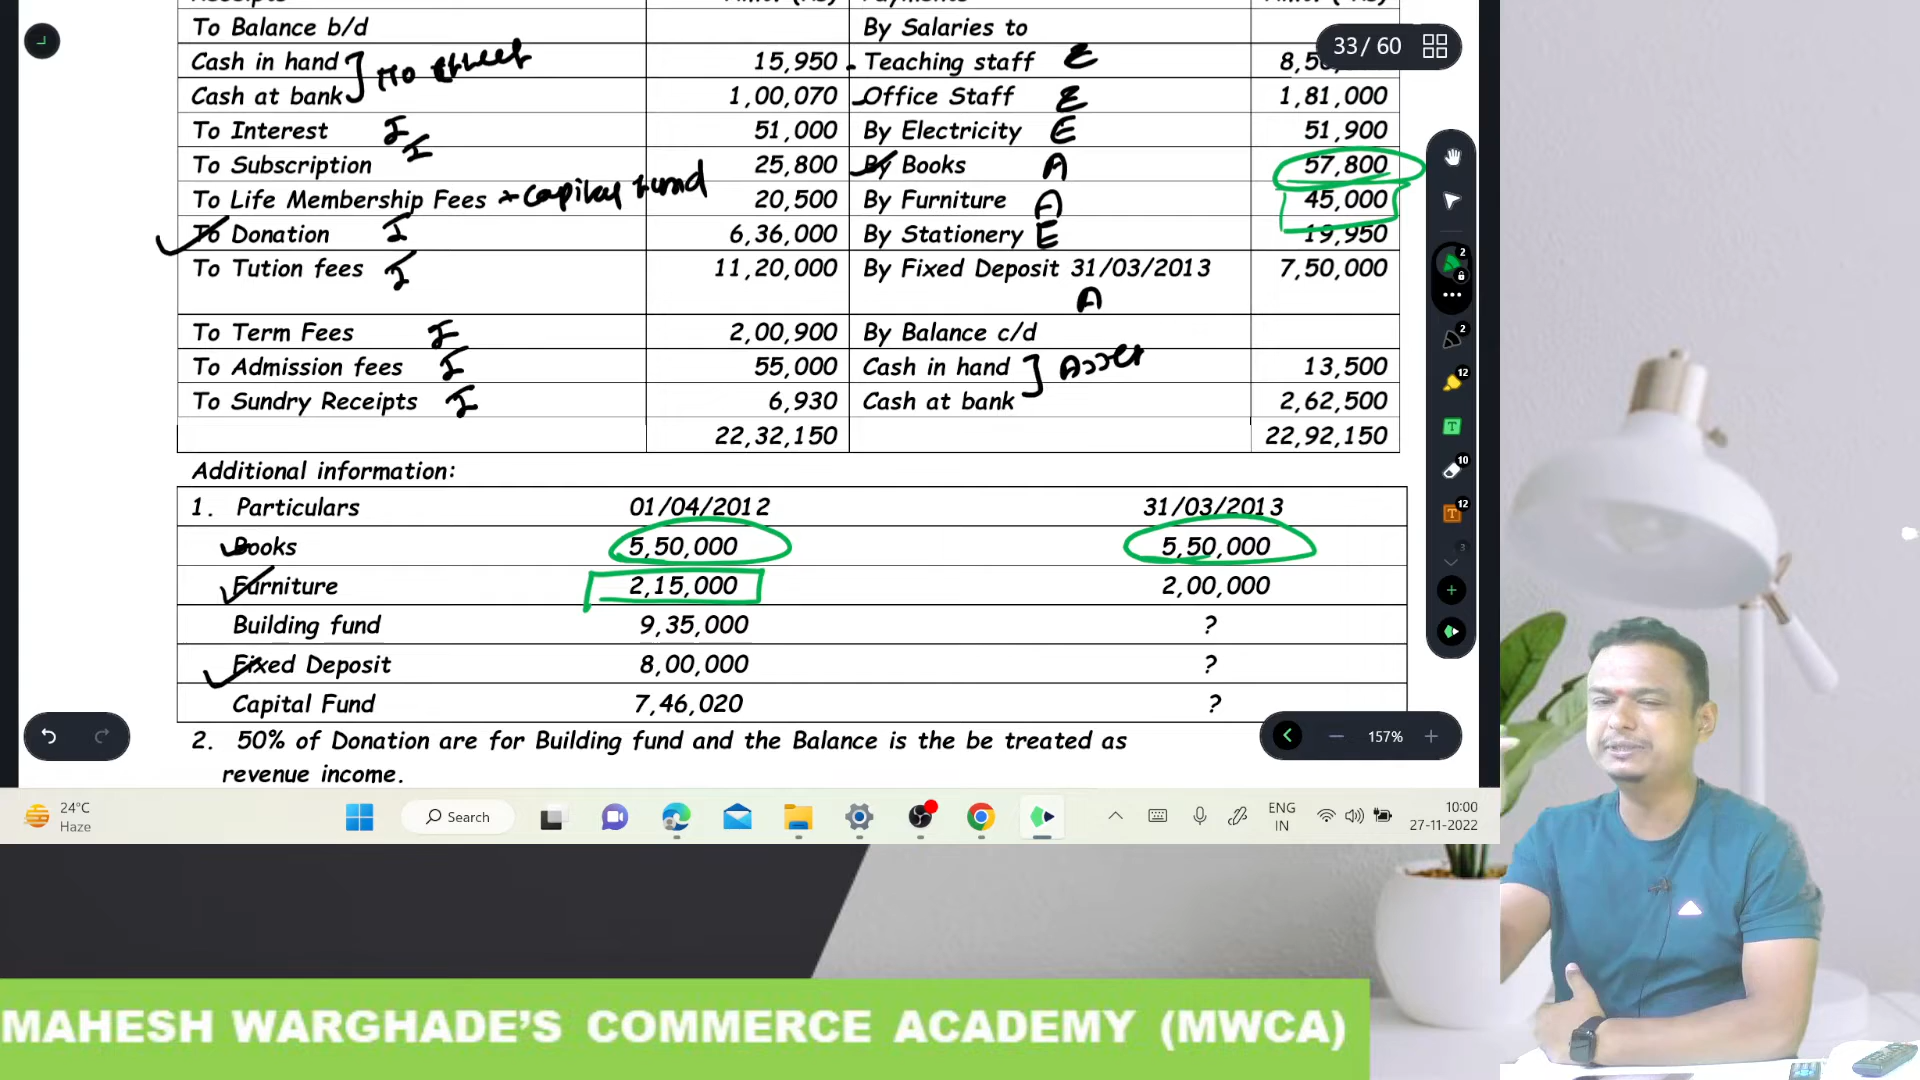 33/ 60
To Balance b/d By Salaries to
Cash in hand 15,950 Teaching staff E
Cash at bank 1,00,070 Office Staff E 1,81,000
To Interest I 51,000 By Electricity E 51,900
To Subscription I 25,800 By Books A 57,800
To Life Membership Fees → Capital Fund 20,500 By Furniture A 45,000
To Donation I 6,36,000 By Stationery E 19,950
To Tution fees I 11,20,000 By Fixed Deposit 31/03/2013 7,50,000
A
To Term Fees I 2,00,900 By Balance c/d
To Admission fees I 55,000 Cash in hand Asset 13,500
To Sundry Receipts I 6,930 Cash at bank 2,62,500
22,32,150 22,92,150
Additional information:
1. Particulars 01/04/2012 31/03/2013
Books 5,50,000 5,50,000
Furniture 2,15,000 2,00,000
Building fund 9,35,000 ?
Fixed Deposit 8,00,000 ?
Capital Fund 7,46,020 ?
2. 50% of Donation are for Building fund and the Balance is the be treated as
revenue income.
157%
24°C
Haze
Search
ENG
IN
10:00
27-11-2022
MAHESH WARGHADE'S COMMERCE ACADEMY (MWCA)